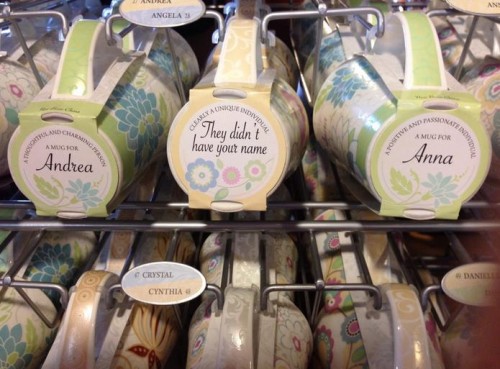 ANDREA
ANGELA
AN
A THOUGHTFUL AND CHARMING PERSON
A MUG FOR
Andrea
CLEARLY A UNIQUE INDIVIDUAL
They didn't
have your name
A POSITIVE AND PASSIONATE INDIVIDUAL
A MUG FOR
Anna
CRYSTAL
CYNTHIA
DANIEL